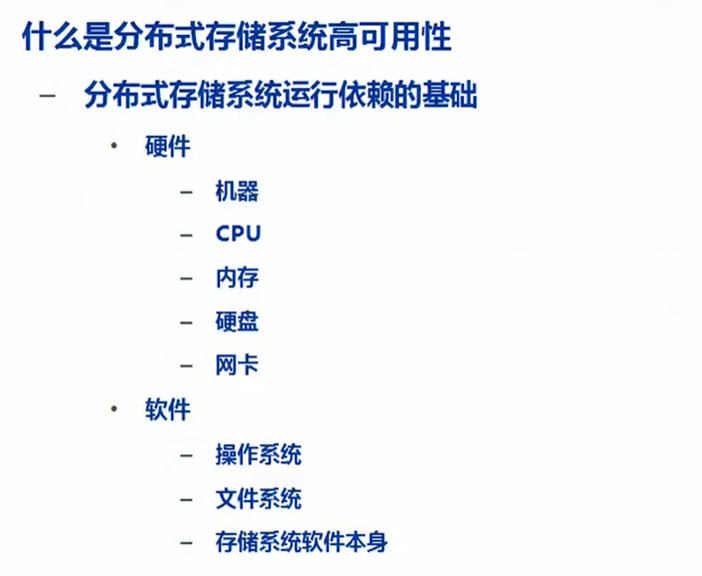 什么是分布式存储系统高可用性
– 分布式存储系统运行依赖的基础
• 硬件
– 机器
– CPU
– 内存
– 硬盘
– 网卡
• 软件
– 操作系统
– 文件系统
– 存储系统软件本身